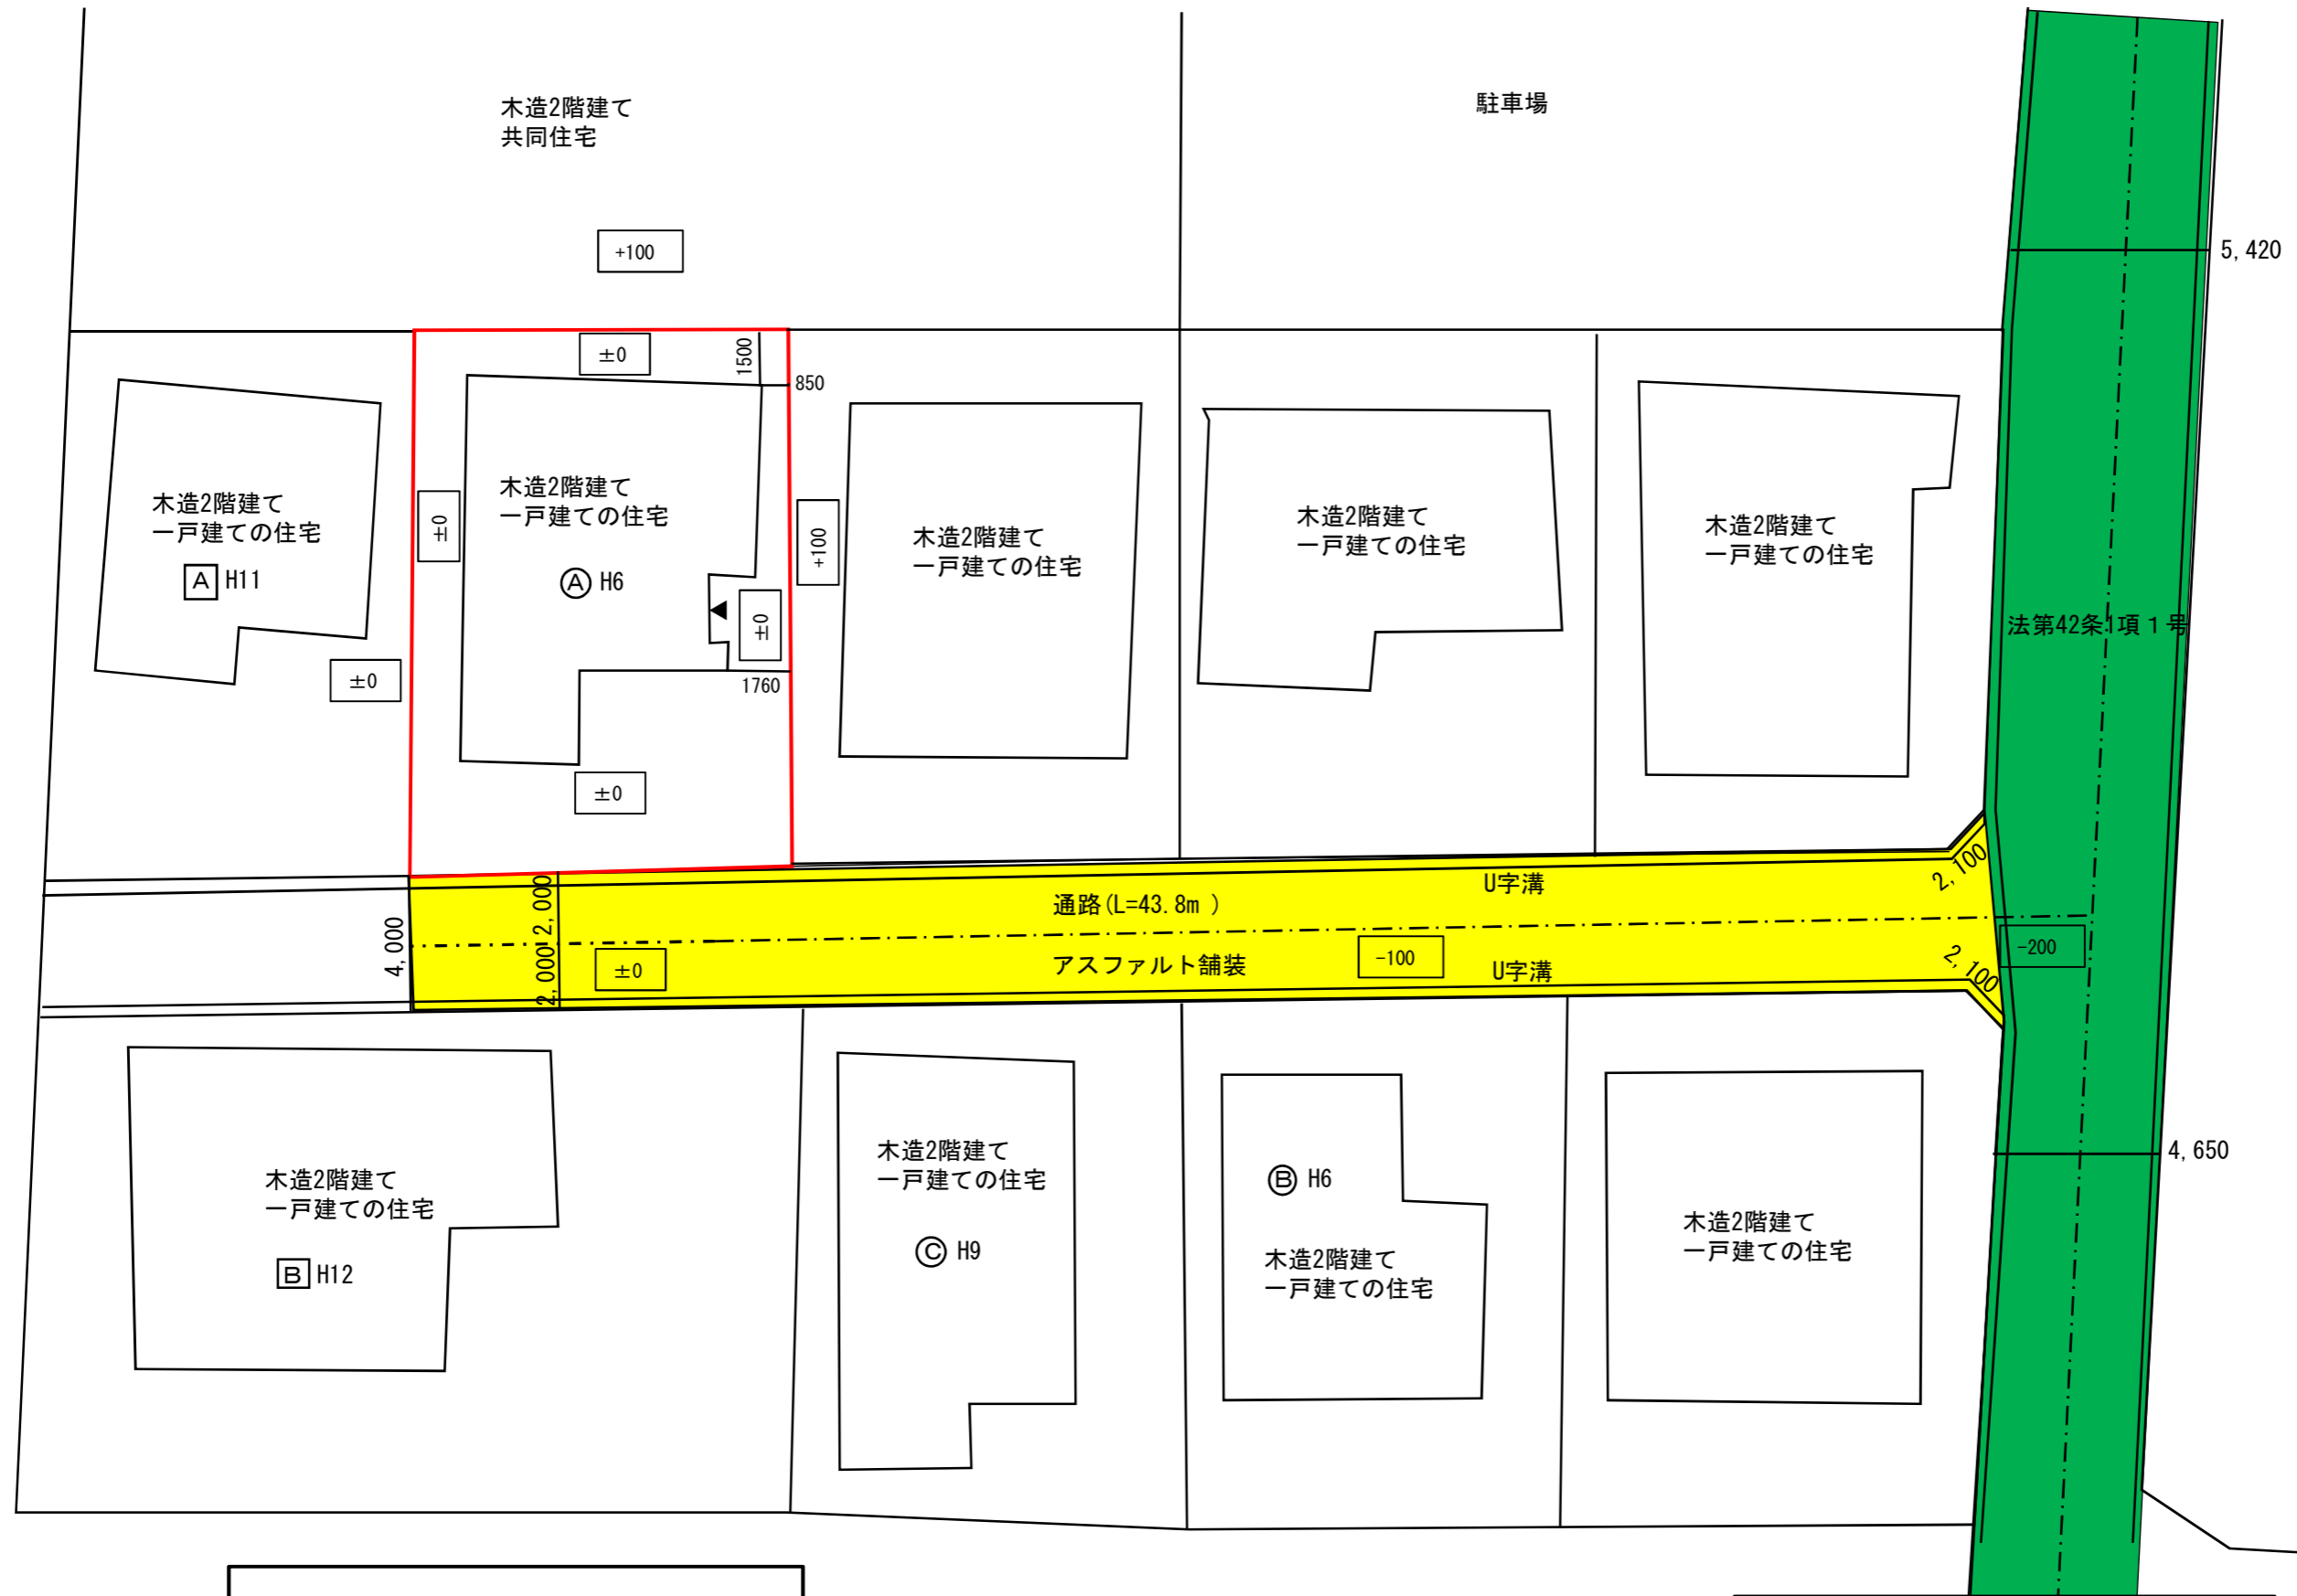 木造2階建て
共同住宅
駐車場
+100
5,420
±0
1500
850
木造2階建て
一戸建ての住宅
A H11
±0
木造2階建て
一戸建ての住宅
Ⓐ H6
±0
±0
1760
±0
+100
木造2階建て
一戸建ての住宅
木造2階建て
一戸建ての住宅
木造2階建て
一戸建ての住宅
法第42条1項1号
4,000
2,000
2,000
±0
通路(L=43.8m )
アスファルト舗装
U字溝
U字溝
-100
2,100
2,100
-200
木造2階建て
一戸建ての住宅
B H12
木造2階建て
一戸建ての住宅
Ⓒ H9
Ⓑ H6
木造2階建て
一戸建ての住宅
木造2階建て
一戸建ての住宅
4,650